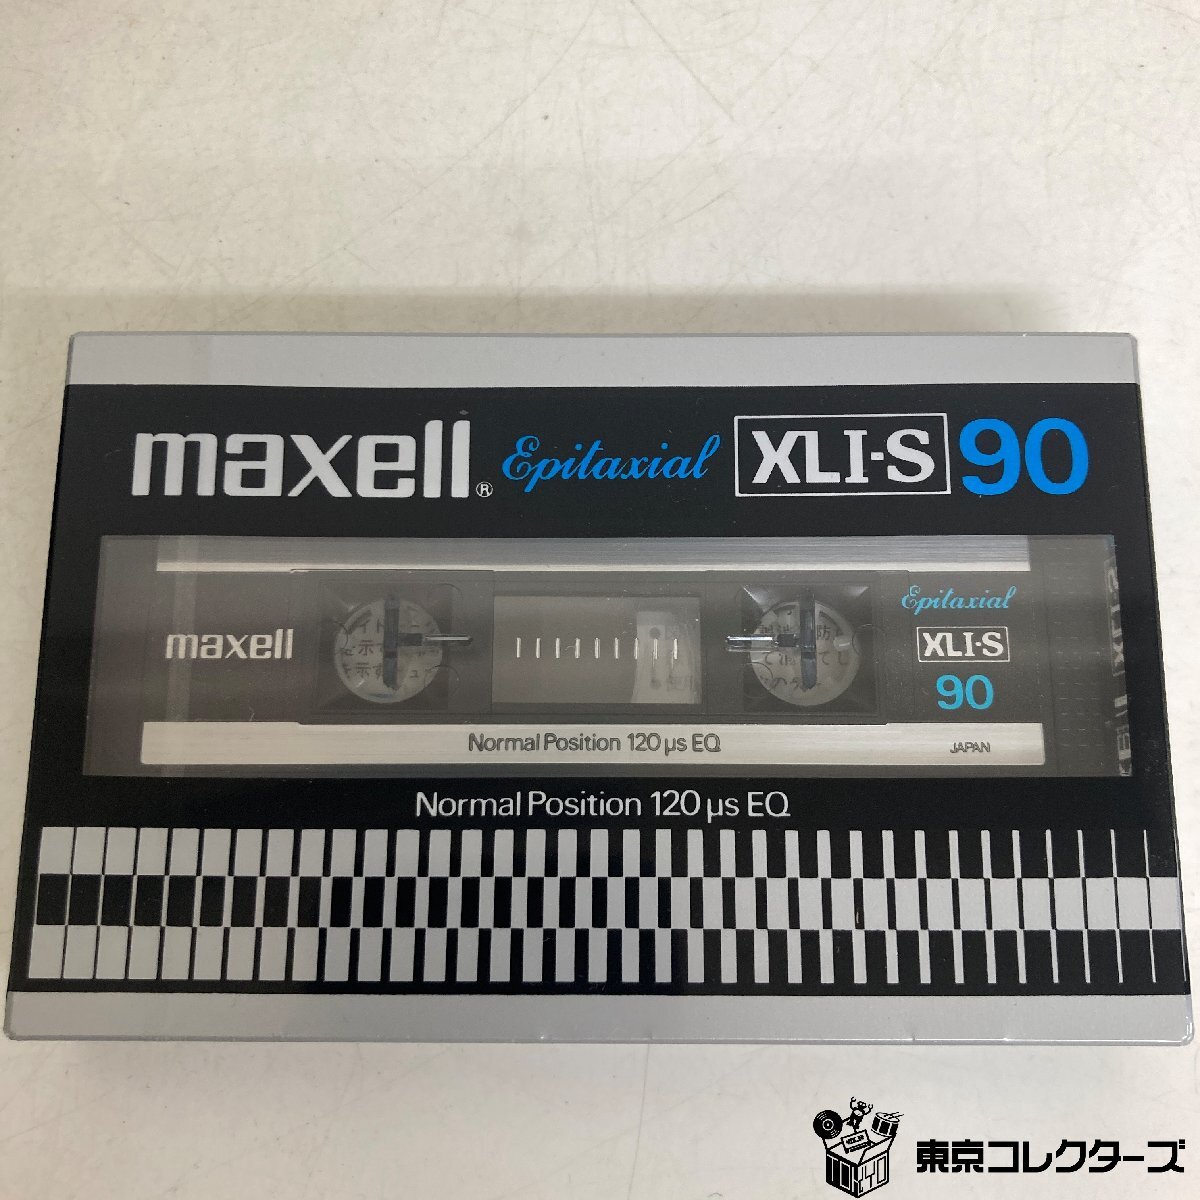 maxell® Epitaxial XLI-S 90
maxell
Epitaxial
XLI-S
90
Normal Position 120 µs EQ
JAPAN
Normal Position 120 µs EQ
東京コレクターズ